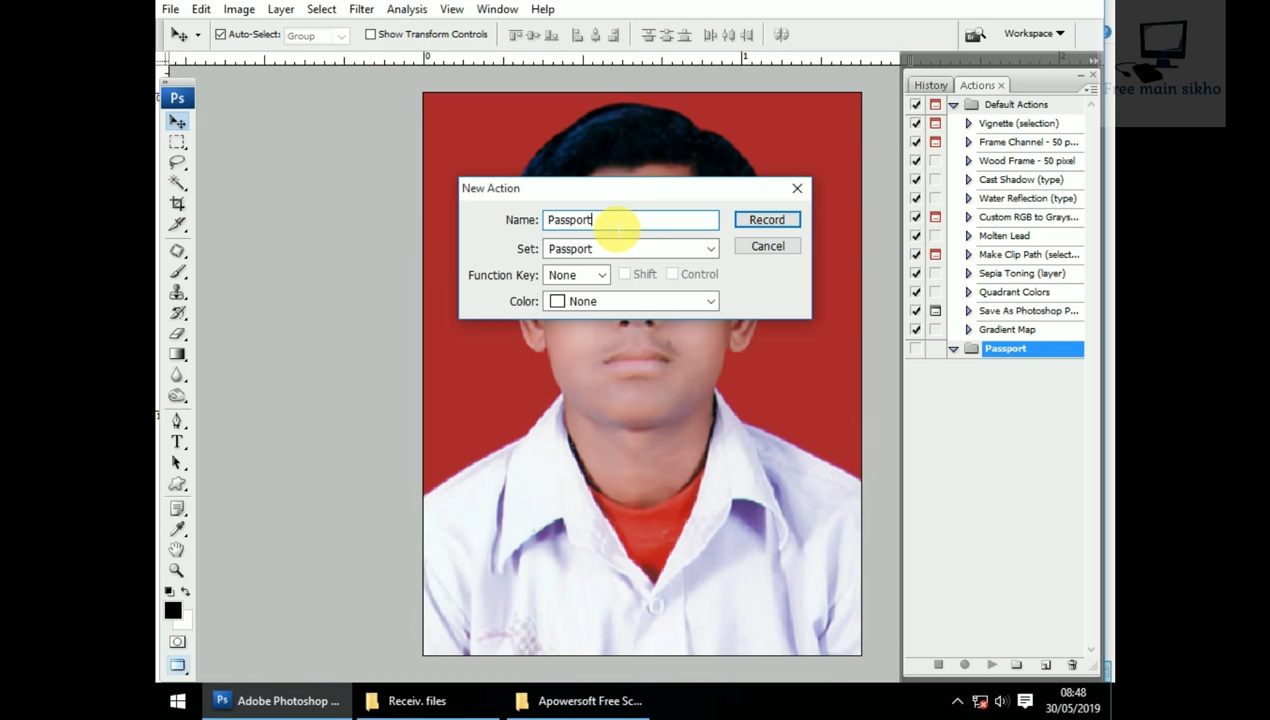 File Edit Image Layer Select Filter Analysis View Window Help
Auto-Select: Group Show Transform Controls Workspace
0 1 2
Free main sikho
Ps
History Actions
Default Actions
Vignette (selection)
Frame Channel - 50 p...
Wood Frame - 50 pixel
Cast Shadow (type)
Water Reflection (type)
Custom RGB to Grays...
Molten Lead
Make Clip Path (select...
Sepia Toning (layer)
Quadrant Colors
Save As Photoshop P...
Gradient Map
Passport
New Action
Name: Passport Record
Set: Passport Cancel
Function Key: None Shift Control
Color: None
T
Ps Adobe Photoshop ... Receiv. files Apowersoft Free Sc...
08:48
30/05/2019